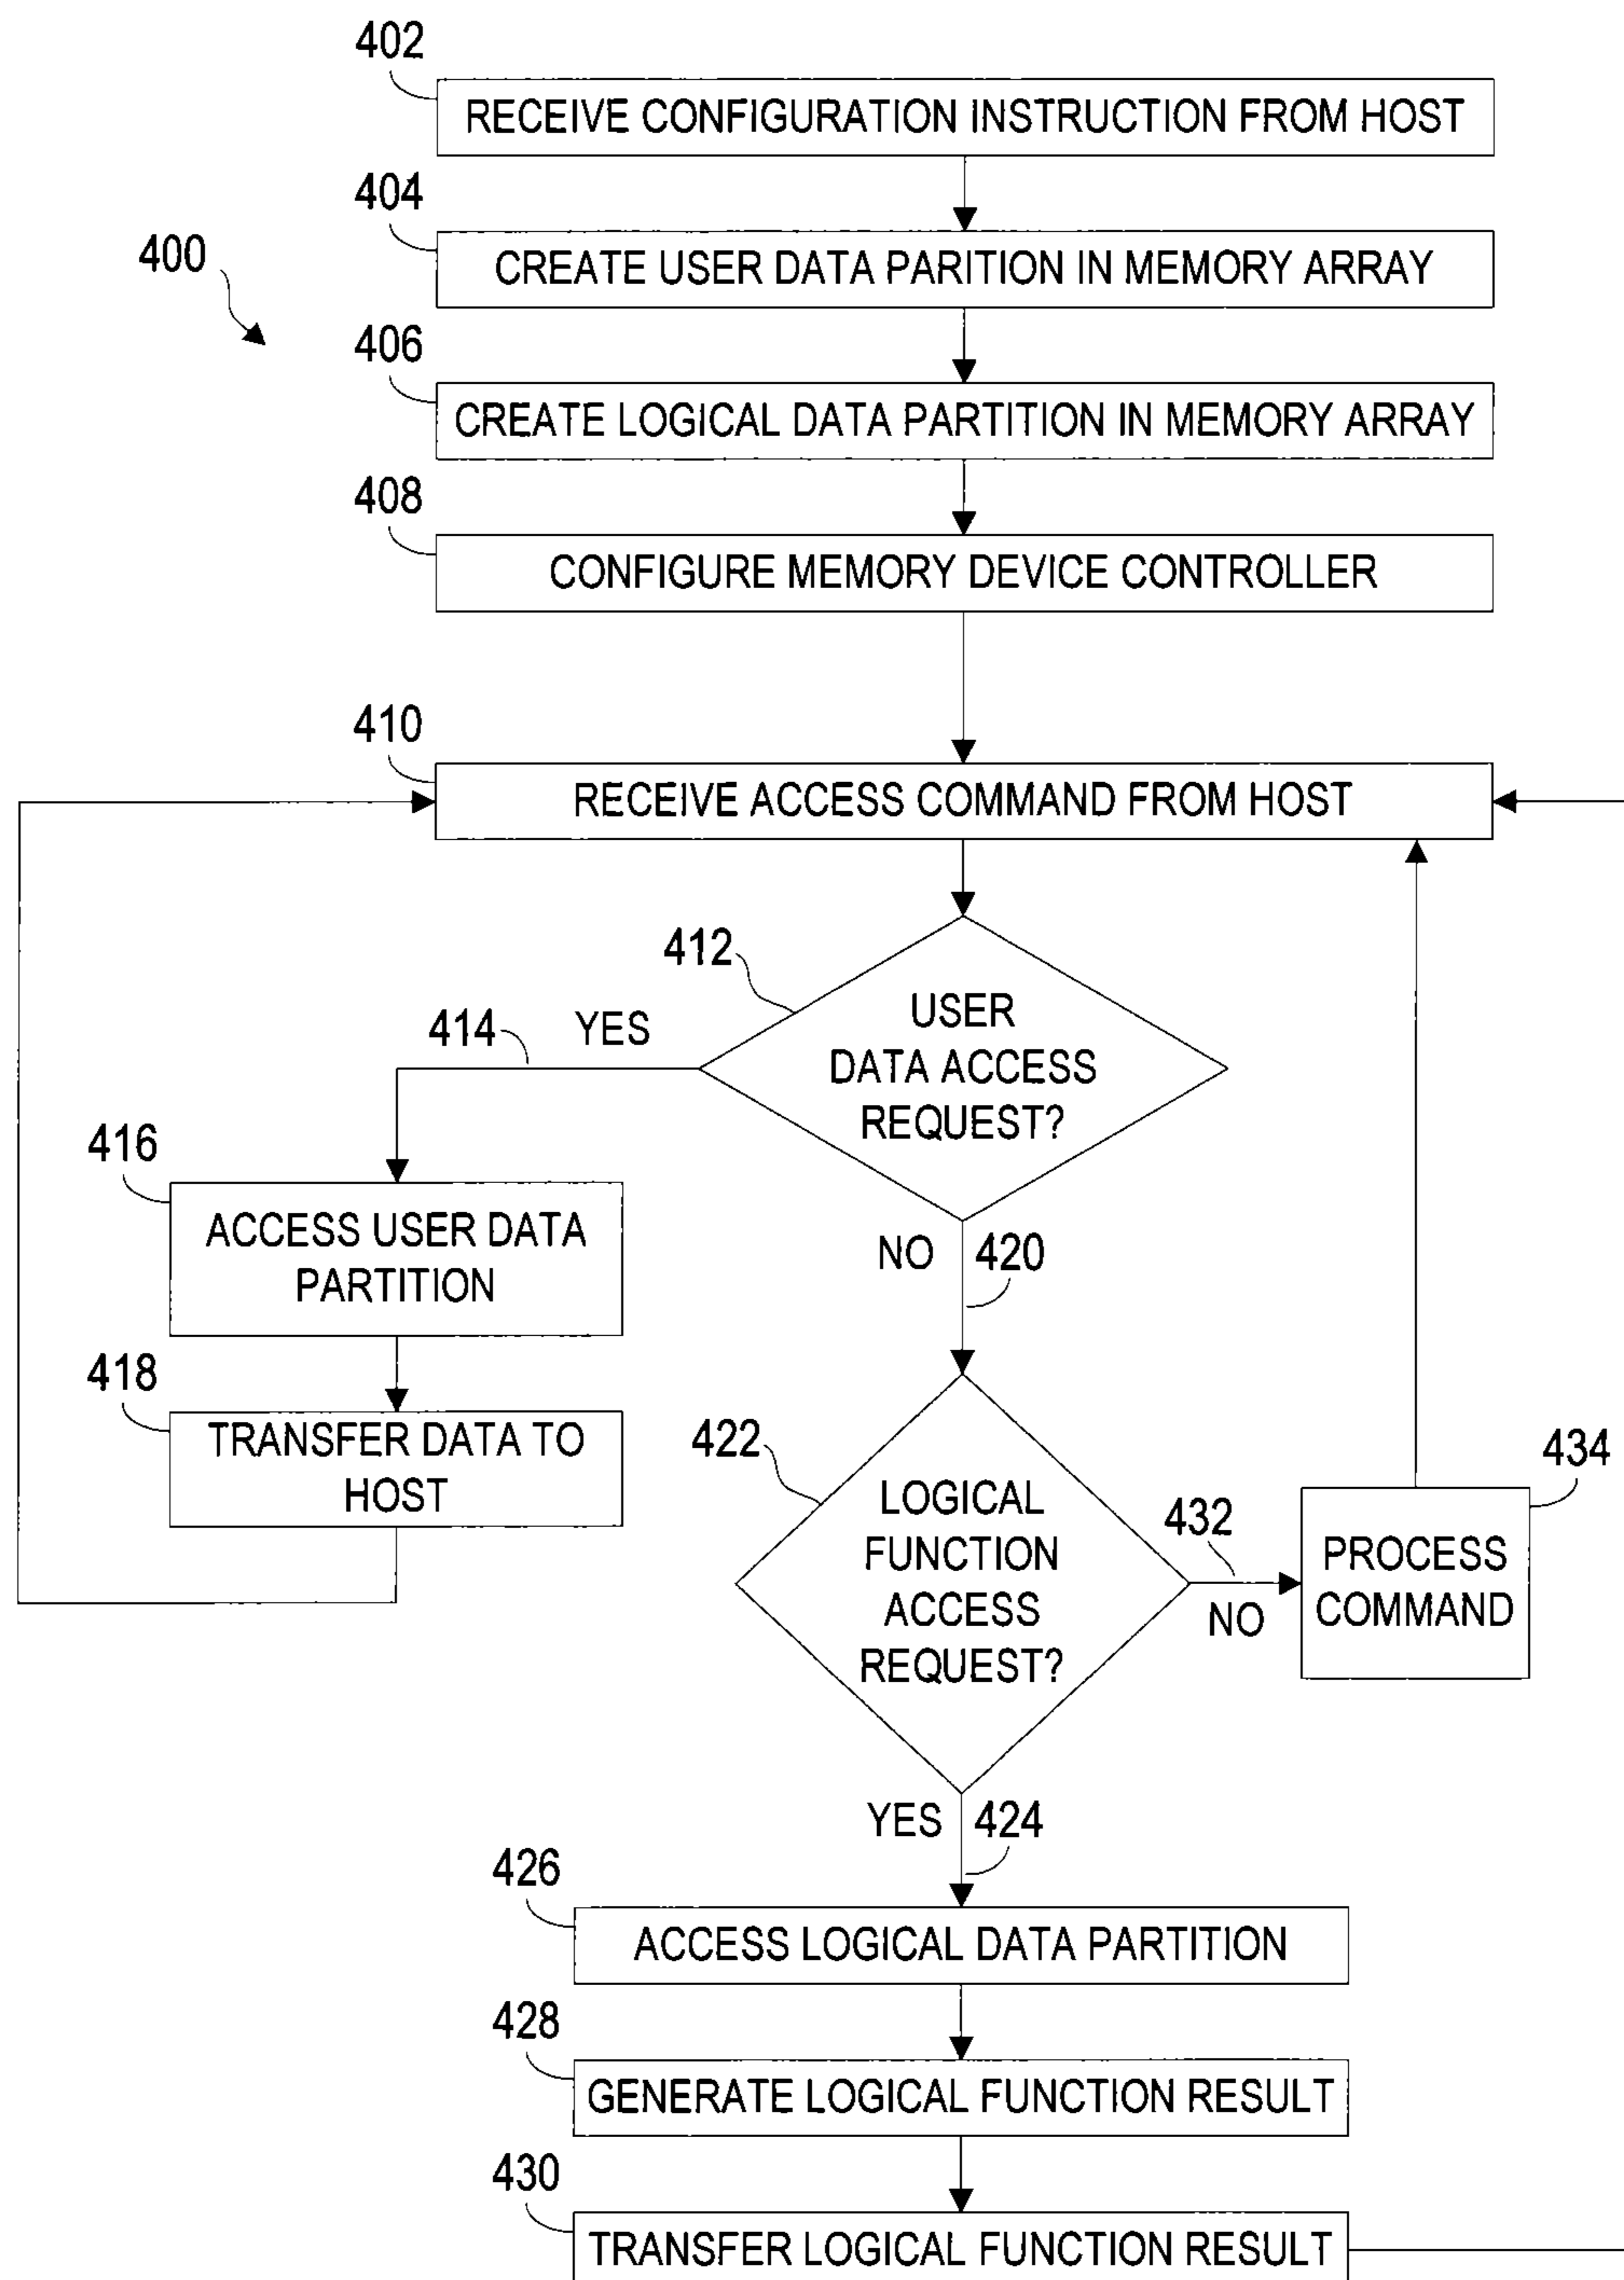 402
RECEIVE CONFIGURATION INSTRUCTION FROM HOST
404
400
CREATE USER DATA PARITION IN MEMORY ARRAY
406
CREATE LOGICAL DATA PARTITION IN MEMORY ARRAY
408
CONFIGURE MEMORY DEVICE CONTROLLER
410
RECEIVE ACCESS COMMAND FROM HOST
412
USER
DATA ACCESS
REQUEST?
414
YES
416
ACCESS USER DATA
PARTITION
418
TRANSFER DATA TO
HOST
NO
420
422
LOGICAL
FUNCTION
ACCESS
REQUEST?
432
NO
434
PROCESS
COMMAND
YES
424
426
ACCESS LOGICAL DATA PARTITION
428
GENERATE LOGICAL FUNCTION RESULT
430
TRANSFER LOGICAL FUNCTION RESULT